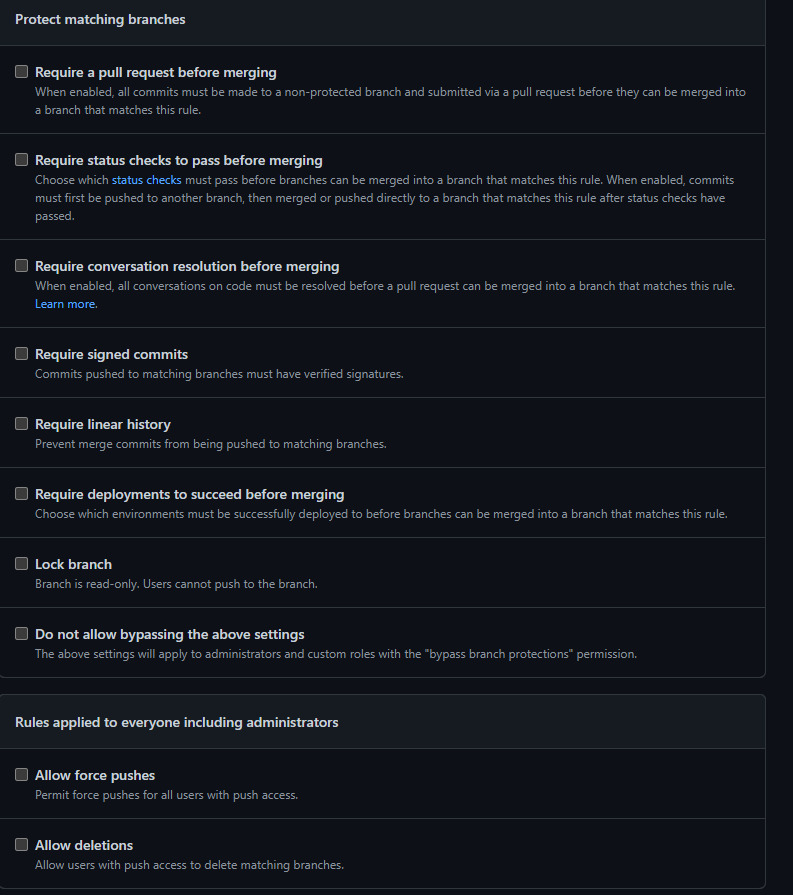 Protect matching branches
Require a pull request before merging
When enabled, all commits must be made to a non-protected branch and submitted via a pull request before they can be merged into
a branch that matches this rule.
Require status checks to pass before merging
Choose which status checks must pass before branches can be merged into a branch that matches this rule. When enabled, commits
must first be pushed to another branch, then merged or pushed directly to a branch that matches this rule after status checks have
passed.
Require conversation resolution before merging
When enabled, all conversations on code must be resolved before a pull request can be merged into a branch that matches this rule.
Learn more.
Require signed commits
Commits pushed to matching branches must have verified signatures.
Require linear history
Prevent merge commits from being pushed to matching branches.
Require deployments to succeed before merging
Choose which environments must be successfully deployed to before branches can be merged into a branch that matches this rule.
Lock branch
Branch is read-only. Users cannot push to the branch.
Do not allow bypassing the above settings
The above settings will apply to administrators and custom roles with the "bypass branch protections" permission.
Rules applied to everyone including administrators
Allow force pushes
Permit force pushes for all users with push access.
Allow deletions
Allow users with push access to delete matching branches.